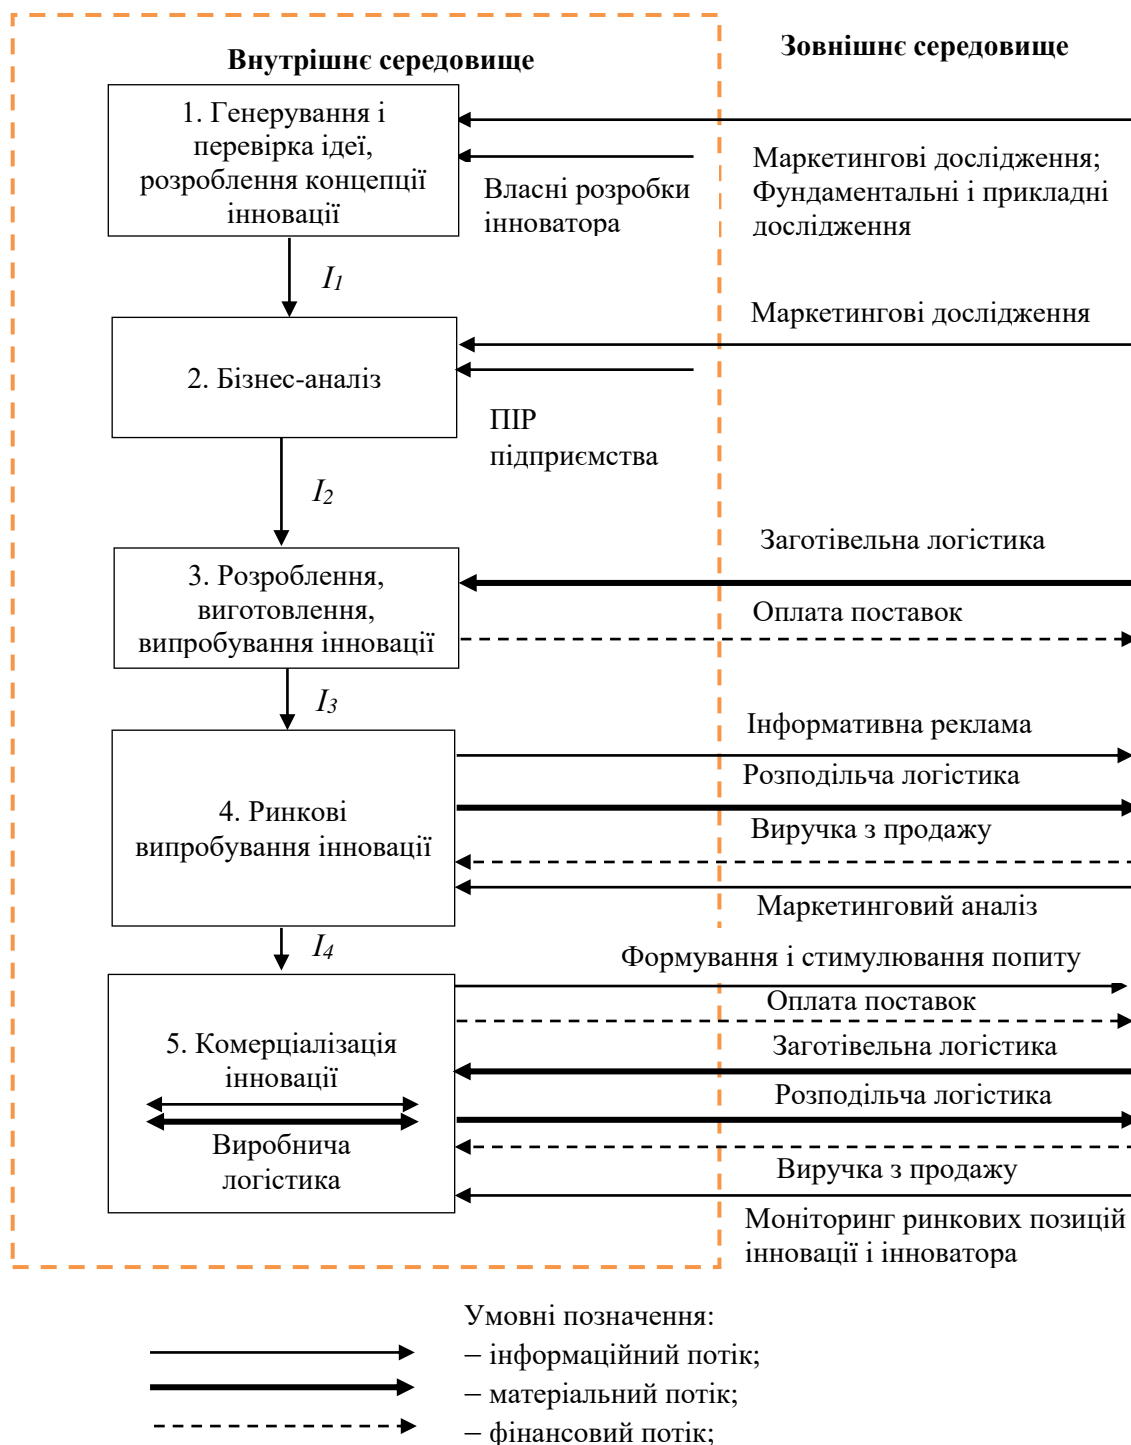 Внутрішнє середовище
Зовнішнє середовище
1. Генерування і
перевірка ідеї,
розроблення концепції
інновації
Власні розробки
інноватора
Маркетингові дослідження;
Фундаментальні і прикладні
дослідження
I1
Маркетингові дослідження
2. Бізнес-аналіз
ПІР
підприємства
I2
Заготівельна логістика
3. Розроблення,
виготовлення,
випробування інновації
Оплата поставок
I3
Інформативна реклама
Розподільча логістика
4. Ринкові
випробування інновації
Виручка з продажу
Маркетинговий аналіз
I4
Формування і стимулювання попиту
Оплата поставок
5. Комерціалізація
інновації
Заготівельна логістика
Розподільча логістика
Виробнича
логістика
Виручка з продажу
Моніторинг ринкових позицій
інновації і інноватора
Умовні позначення:
– інформаційний потік;
– матеріальний потік;
– фінансовий потік;